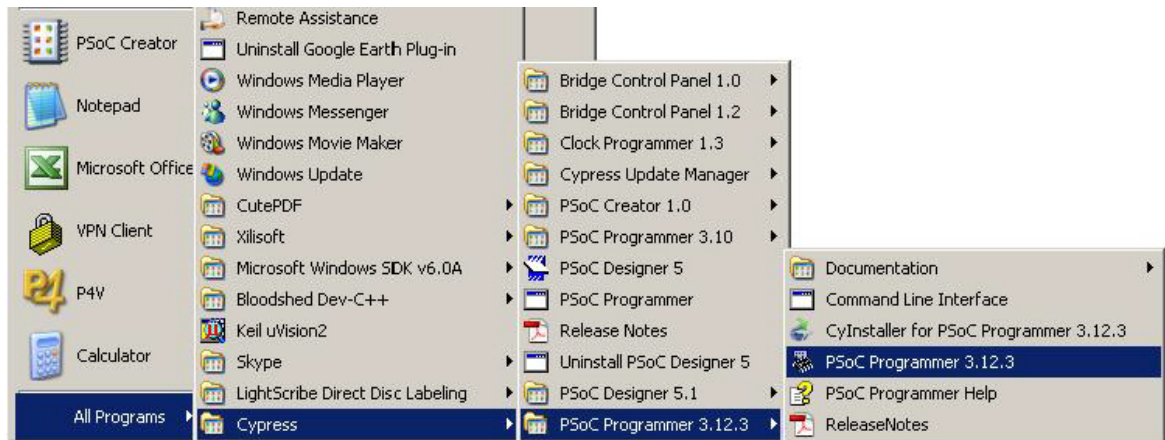 PSoC Creator
Notepad
Microsoft Office
VPN Client
P4V
Calculator
All Programs
Remote Assistance
Uninstall Google Earth Plug-in
Windows Media Player
Windows Messenger
Windows Movie Maker
Windows Update
CutePDF
Xilisoft
Microsoft Windows SDK v6.0A
Bloodshed Dev-C++
Keil uVision2
Skype
LightScribe Direct Disc Labeling
Cypress
Bridge Control Panel 1.0
Bridge Control Panel 1.2
Clock Programmer 1.3
Cypress Update Manager
PSoC Creator 1.0
PSoC Programmer 3.10
PSoC Designer 5
PSoC Programmer
Release Notes
Uninstall PSoC Designer 5
PSoC Designer 5.1
PSoC Programmer 3.12.3
Documentation
Command Line Interface
CyInstaller for PSoC Programmer 3.12.3
PSoC Programmer 3.12.3
PSoC Programmer Help
ReleaseNotes